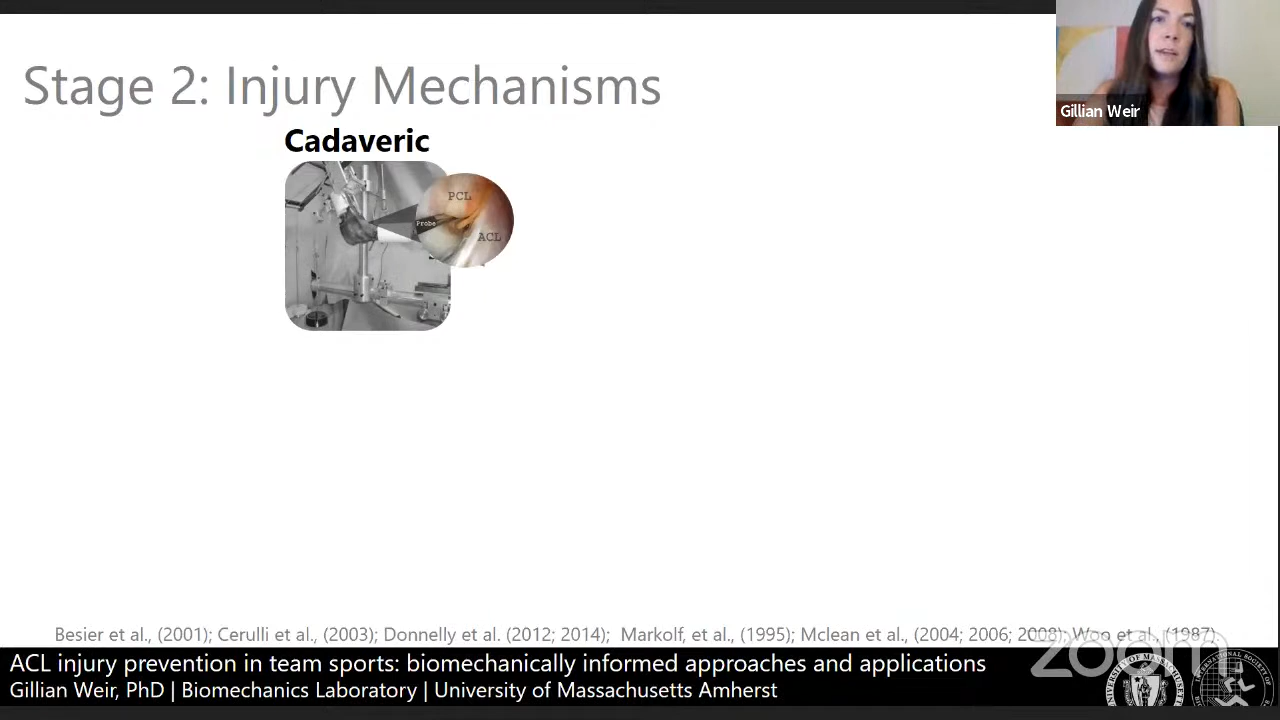 Stage 2: Injury Mechanisms
Gillian Weir
Cadaveric
PCL
Probe
ACL
Besier et al., (2001); Cerulli et al., (2003); Donnelly et al. (2012; 2014);  Markolf, et al., (1995); Mclean et al., (2004; 2006; 2008); Woo et al., (1987).
zoom
ACL injury prevention in team sports: biomechanically informed approaches and applications
Gillian Weir, PhD | Biomechanics Laboratory | University of Massachusetts Amherst